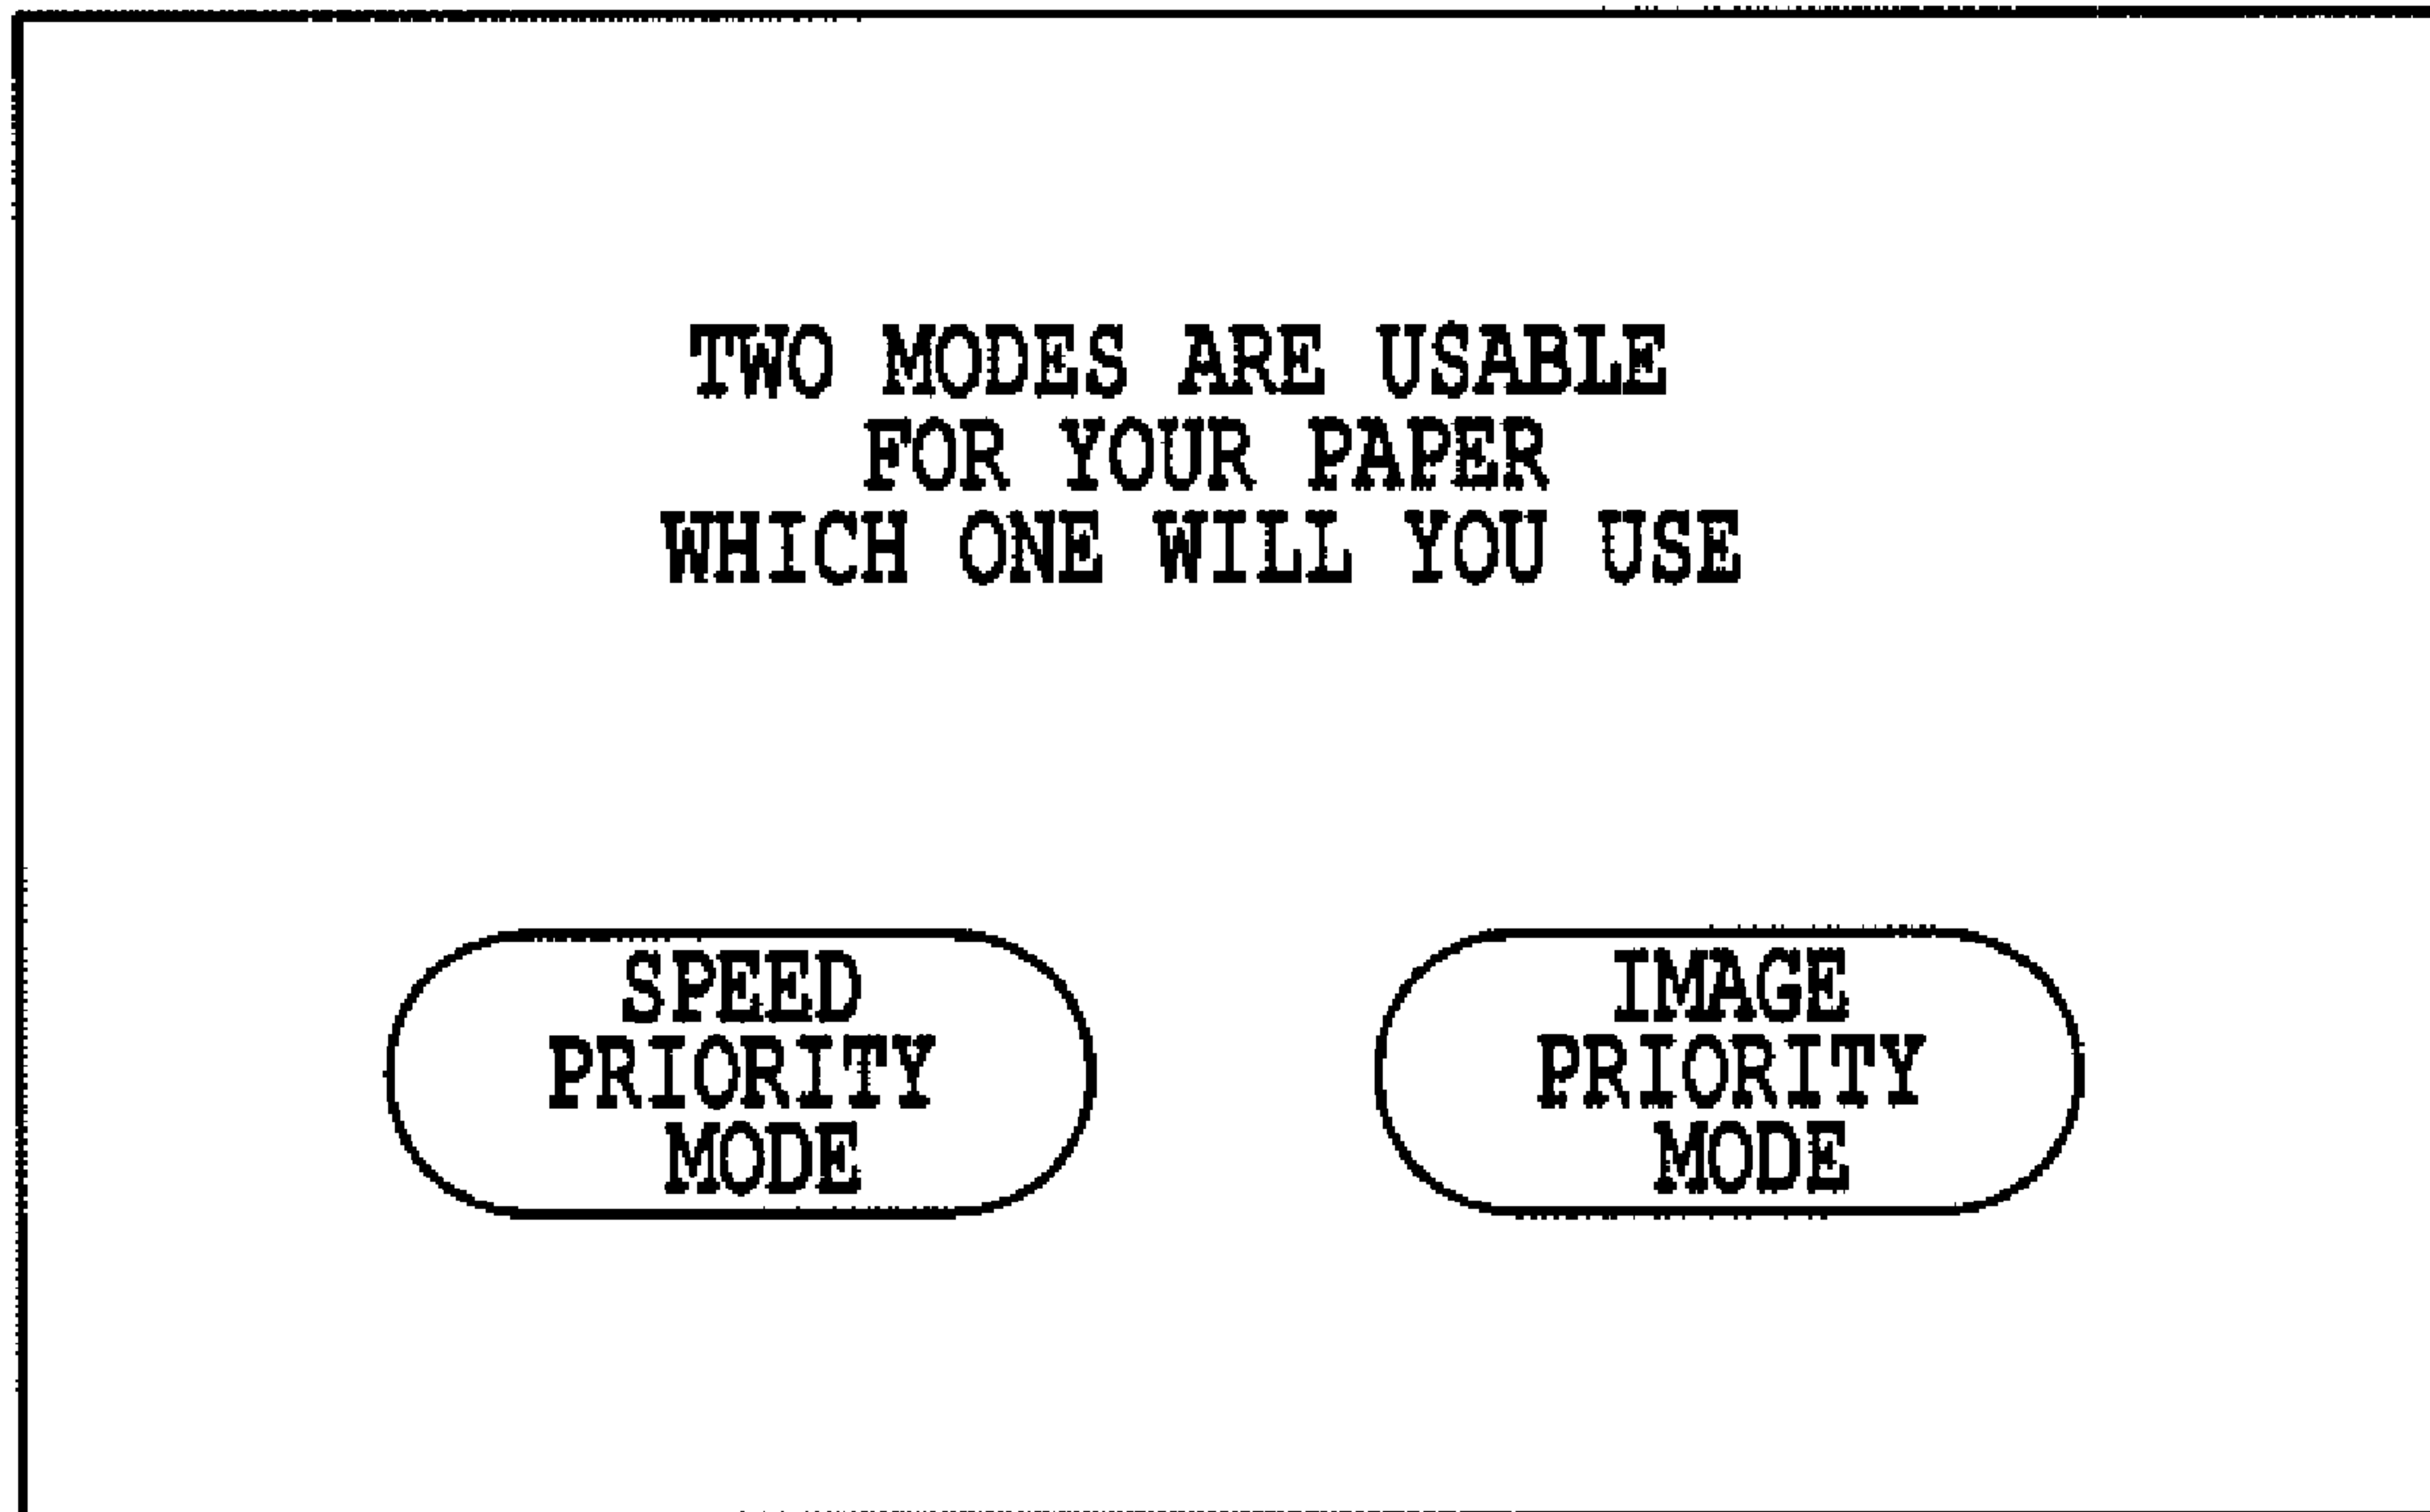 TWO MODES ARE USABLE
FOR YOUR PAPER
WHICH ONE WILL YOU USE
SPEED
PRIORITY
MODE
IMAGE
PRIORITY
MODE